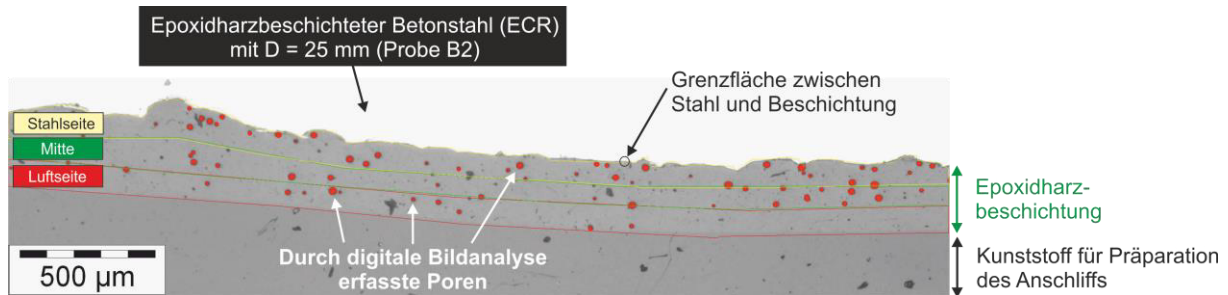 Epoxidharzbeschichteter Betonstahl (ECR)
mit D = 25 mm (Probe B2)
Grenzfläche zwischen
Stahl und Beschichtung
Stahlseite
Mitte
Luftseite
Epoxidharz-
beschichtung
Durch digitale Bildanalyse
erfasste Poren
500 µm
Kunststoff für Präparation
des Anschliffs